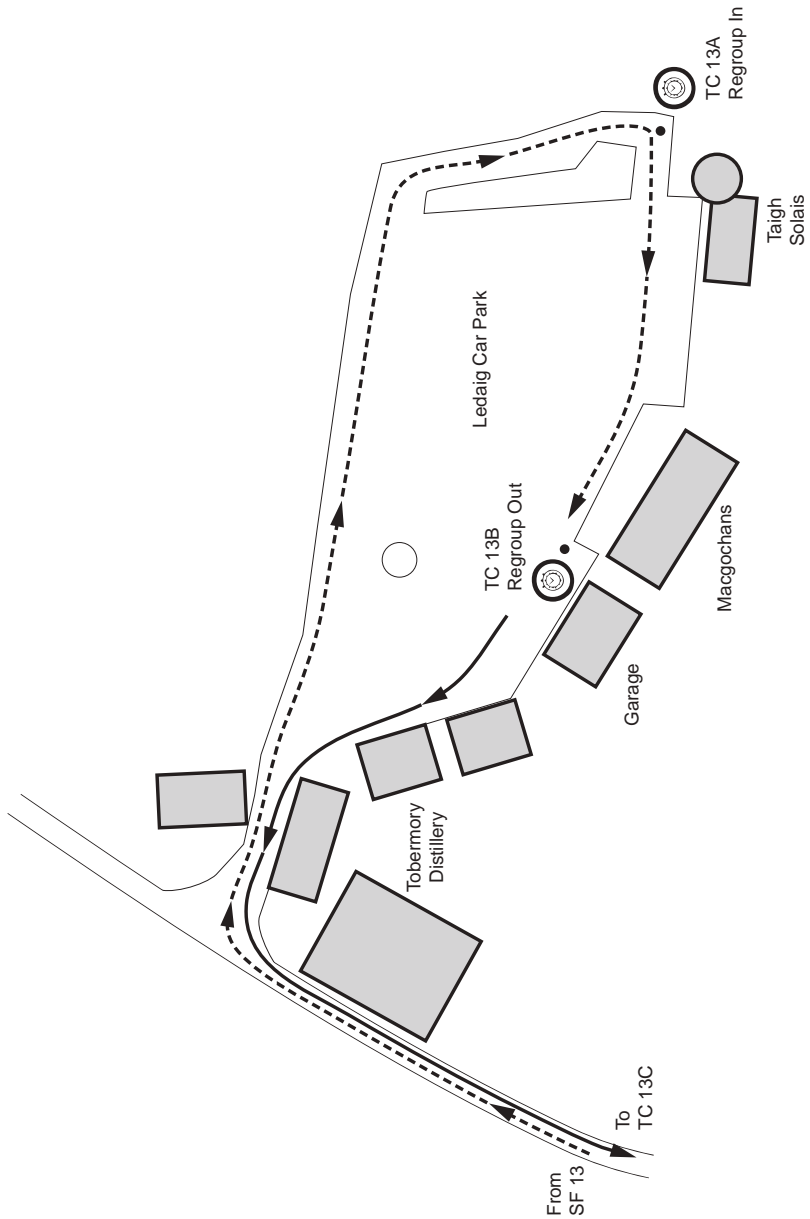 TC 13A
Regroup In
Taigh
Solais
Ledaig Car Park
TC 13B
Regroup Out
Macgochans
Garage
Tobermory
Distillery
To
TC 13C
From
SF 13